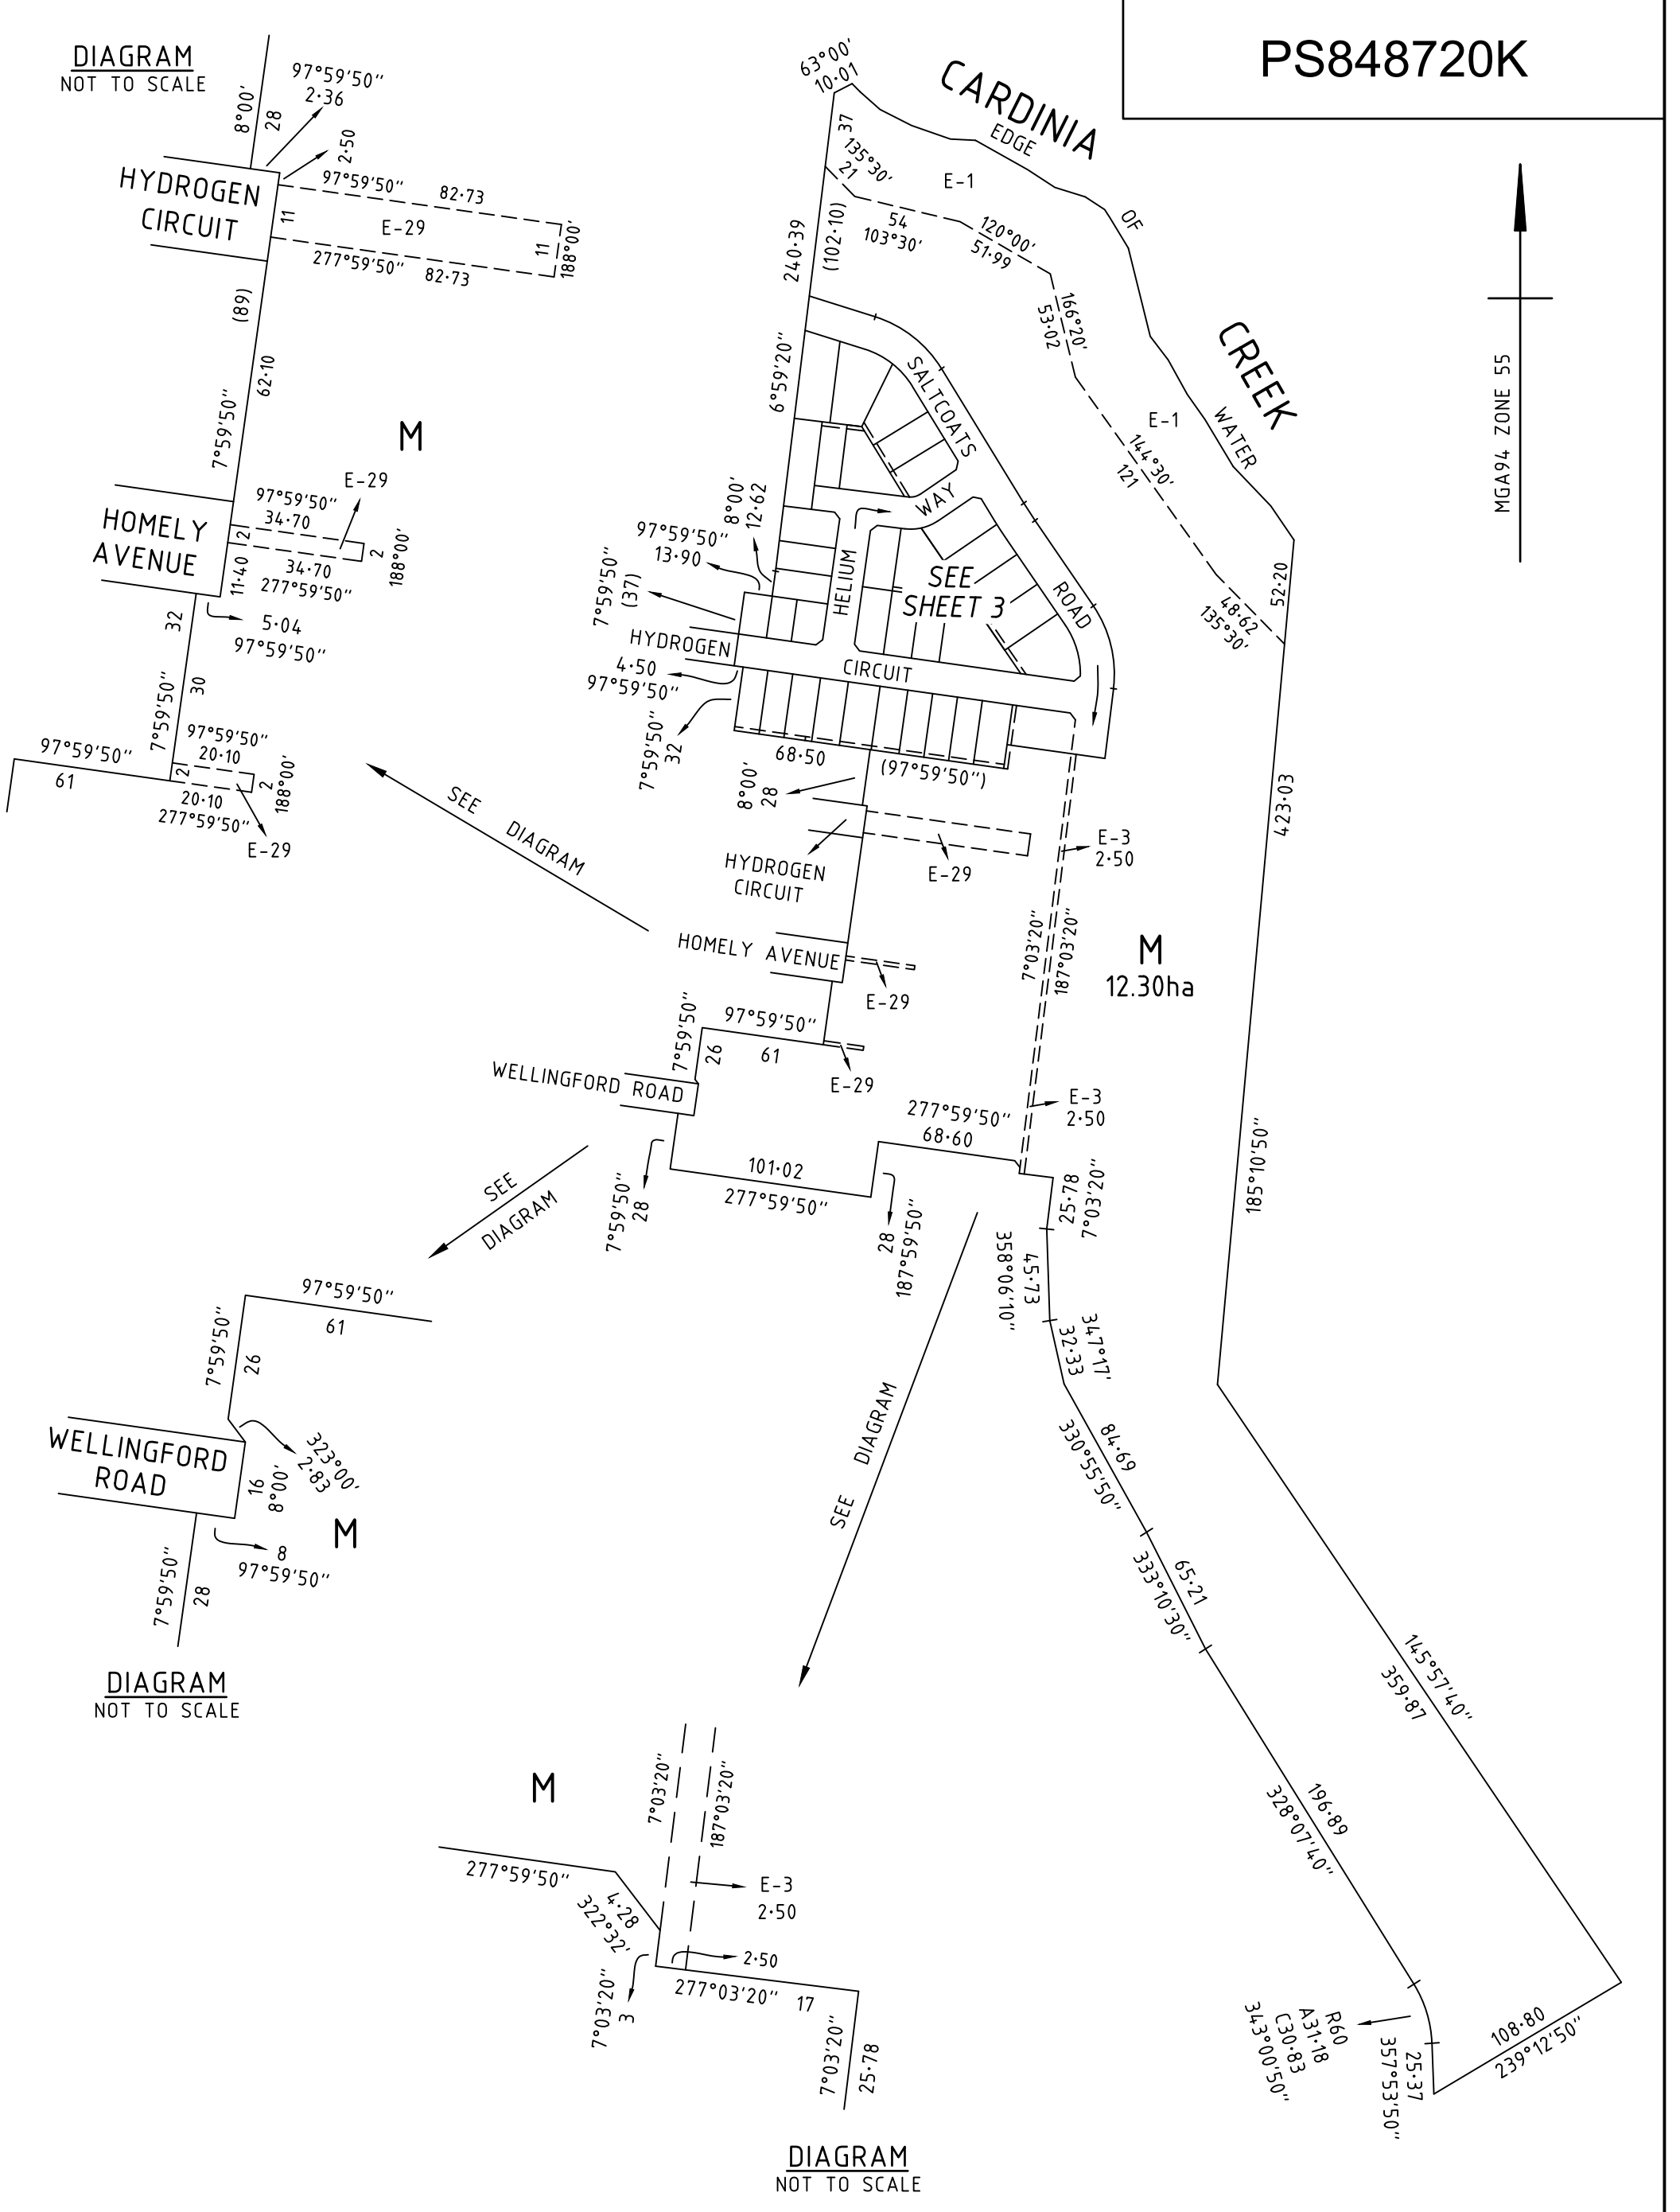 PS848720K
DIAGRAM
NOT TO SCALE
8°00'
28
97°59'50"
2·36
2·50
HYDROGEN
CIRCUIT
97°59'50" 82·73
11
E-29
11
188°00'
277°59'50" 82·73
(89)
62·10
7°59'50"
M
E-29
97°59'50"
34·70
HOMELY
AVENUE
2
2
188°00'
34·70
277°59'50"
11·40
32
5·04
97°59'50"
30
7°59'50"
97°59'50"
61
97°59'50"
20·10
2
2
188°00'
20·10
277°59'50"
E-29
SEE DIAGRAM
63°00'
10·01
CARDINIA
EDGE
OF
CREEK
WATER
37
135°30'
21
E-1
240·39
(102·10)
54
103°30'
120°00'
51·99
166°20'
53·02
6°59'20"
SALTCOATS
ROAD
E-1
144°30'
121
MGA94 ZONE 55
WAY
8°00'
12·62
97°59'50"
13·90
7°59'50"
(37)
HELIUM
SEE
SHEET 3
HYDROGEN
CIRCUIT
4·50
97°59'50"
7°59'50"
32
68·50
(97°59'50")
52·20
48·62
135°30'
423·03
8°00'
28
HYDROGEN
CIRCUIT
E-29
E-3
2·50
HOMELY AVENUE
E-29
7°03'20"
187°03'20"
M
12.30ha
7°59'50"
26
97°59'50"
61
E-29
WELLINGFORD ROAD
E-3
2·50
277°59'50"
68·60
SEE
DIAGRAM
7°59'50"
28
101·02
277°59'50"
28
187°59'50"
25·78
7°03'20"
185°10'50"
358°06'10"
45·73
32·33
347°17'
97°59'50"
61
7°59'50"
26
WELLINGFORD
ROAD
323°00'
2·83
16
8°00'
M
8
97°59'50"
7°59'50"
28
DIAGRAM
NOT TO SCALE
SEE DIAGRAM
84·69
330°55'50"
65·21
333°10'30"
145°57'40"
359·87
196·89
328°07'40"
M
7°03'20"
187°03'20"
277°59'50"
E-3
2·50
4·28
322°32'
2·50
7°03'20"
3
277°03'20" 17
7°03'20"
25·78
R60
A31·18
C30·83
343°00'50"
25·37
357°53'50"
108·80
239°12'50"
DIAGRAM
NOT TO SCALE